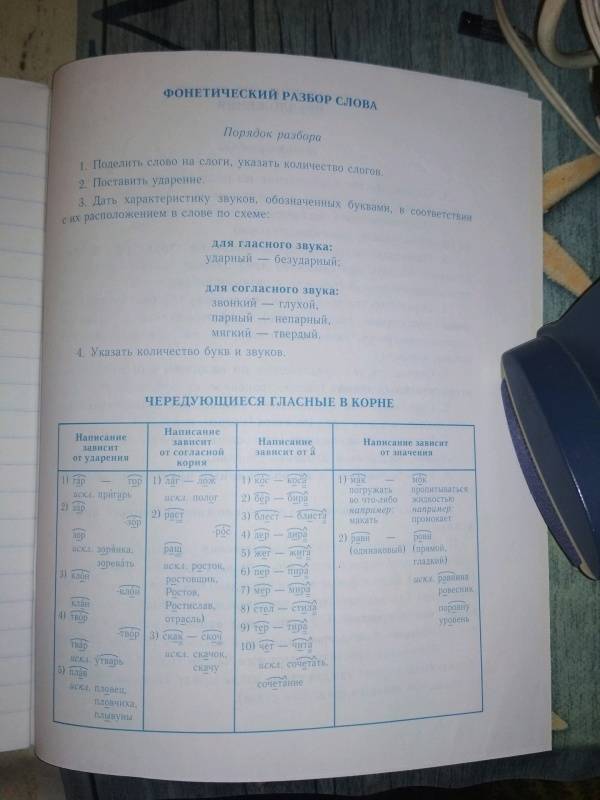 ФОНЕТИЧЕСКИЙ РАЗБОР СЛОВА
Порядок разбора
1. Поделить слово на слоги, указать количество слогов.
2. Поставить ударение.
3. Дать характеристику звуков, обозначенных буквами, в соответствии
с их расположением в слове по схеме:
для гласного звука:
ударный — безударный;
для согласного звука:
звонкий — глухой,
парный — непарный,
мягкий — твердый.
4. Указать количество букв и звуков.
ЧЕРЕДУЮЩИЕСЯ ГЛАСНЫЕ В КОРНЕ
Написание
зависит
от ударения
1) гар — гор
искл. пригарь
2) зар
-зор
зор
искл. зорянка,
зоревать
3) клон
-клон
клан
4) твор
-твор
твар
искл. утварь
5) плав
искл. пловец,
пловчиха,
плывуны
Написание
зависит
от согласной
корня
1) лаг — лож
искл. полог
2) раст
-рос
ращ
искл. росток,
ростовщик,
Ростов,
Ростислав,
отрасль)
3) скак — скоч
искл. скачок,
скачу
Написание
зависит от â
1) кос — коса
2) бер — бира
3) блест — блиста
4) дер — дира
5) жег — жига
6) пер — пира
7) мер — мира
8) стел — стила
9) тер — тира
10) чет — чита
искл. сочетать,
сочетание
Написание зависит
от значения
1) мак — мок
погружать пропитываться
во что-либо жидкостью
например: например:
макать промокает
2) равн — ровн
(одинаковый) (прямой,
гладкой)
искл. равнина
ровесник
поровну
уровень